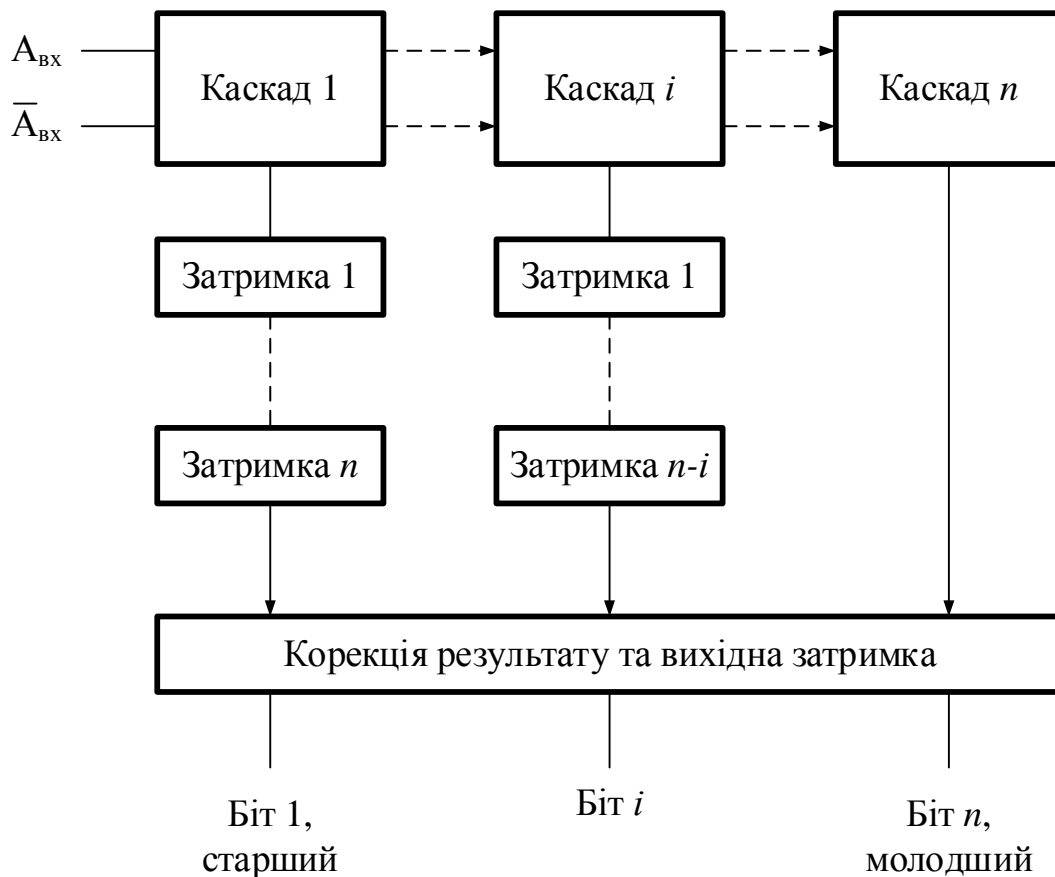 Aвх
Каскад 1
Каскад i
Каскад n
A̅вх
Затримка 1
Затримка 1
Затримка n
Затримка n-i
Корекція результату та вихідна затримка
Біт 1,
старший
Біт i
Біт n,
молодший